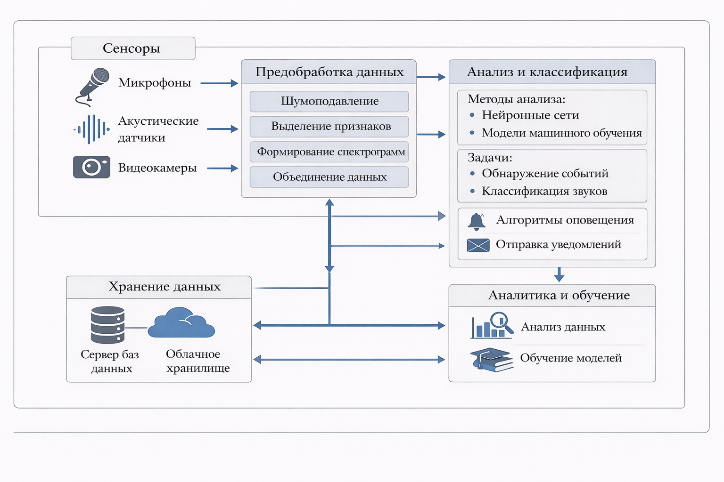 Сенсоры
Микрофоны
Акустические
датчики
Видеокамеры
Предобработка данных
Шумоподавление
Выделение признаков
Формирование спектрограмм
Объединение данных
Анализ и классификация
Методы анализа:
• Нейронные сети
• Модели машинного обучения
Задачи:
• Обнаружение событий
• Классификация звуков
Алгоритмы оповещения
Отправка уведомлений
Хранение данных
Сервер баз
данных
Облачное
хранилище
Аналитика и обучение
Анализ данных
Обучение моделей